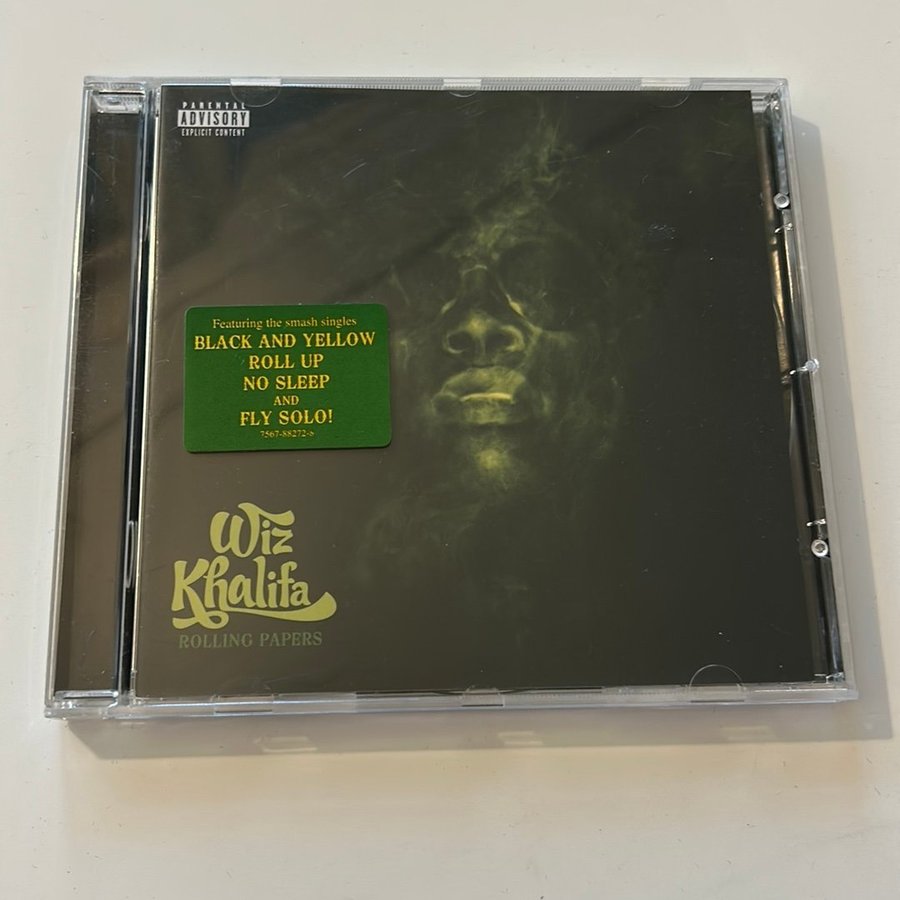 PARENTAL
ADVISORY
EXPLICIT CONTENT
Featuring the smash singles
BLACK AND YELLOW
ROLL UP
NO SLEEP
AND
FLY SOLO!
7567-88272-6
Wiz
Khalifa
ROLLING PAPERS